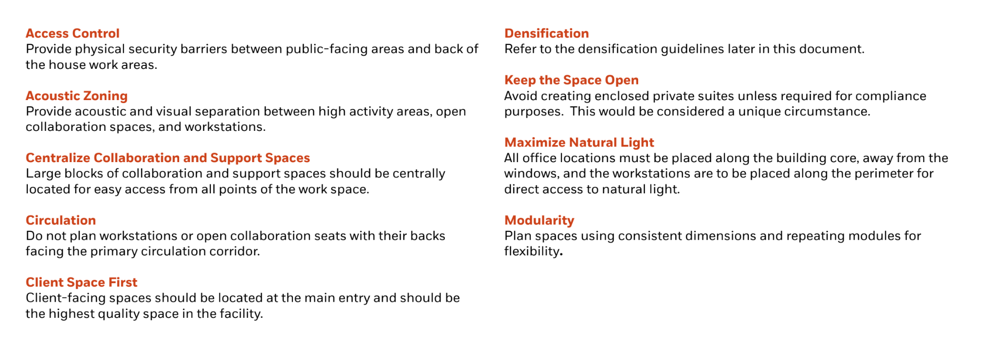 Access Control
Provide physical security barriers between public-facing areas and back of
the house work areas.
Acoustic Zoning
Provide acoustic and visual separation between high activity areas, open
collaboration spaces, and workstations.
Centralize Collaboration and Support Spaces
Large blocks of collaboration and support spaces should be centrally
located for easy access from all points of the work space.
Circulation
Do not plan workstations or open collaboration seats with their backs
facing the primary circulation corridor.
Client Space First
Client-facing spaces should be located at the main entry and should be
the highest quality space in the facility.
Densification
Refer to the densification guidelines later in this document.
Keep the Space Open
Avoid creating enclosed private suites unless required for compliance
purposes.  This would be considered a unique circumstance.
Maximize Natural Light
All office locations must be placed along the building core, away from the
windows, and the workstations are to be placed along the perimeter for
direct access to natural light.
Modularity
Plan spaces using consistent dimensions and repeating modules for
flexibility.